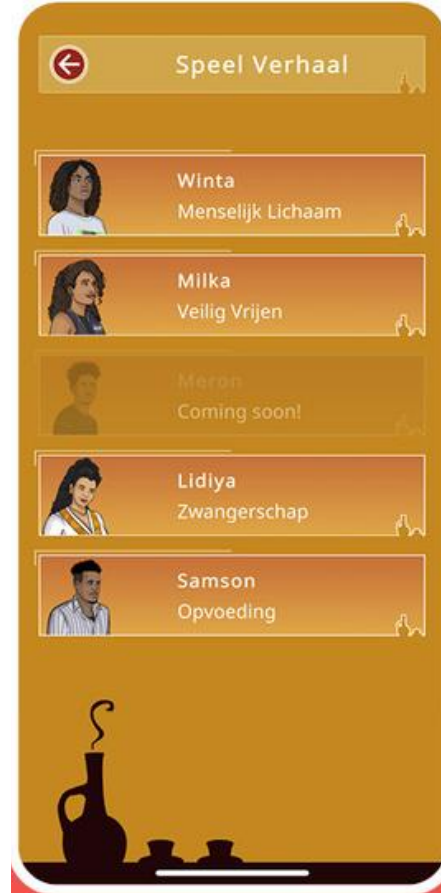 Speel Verhaal
Winta
Menselijk Lichaam
Milka
Veilig Vrijen
Meron
Coming soon!
Lidiya
Zwangerschap
Samson
Opvoeding